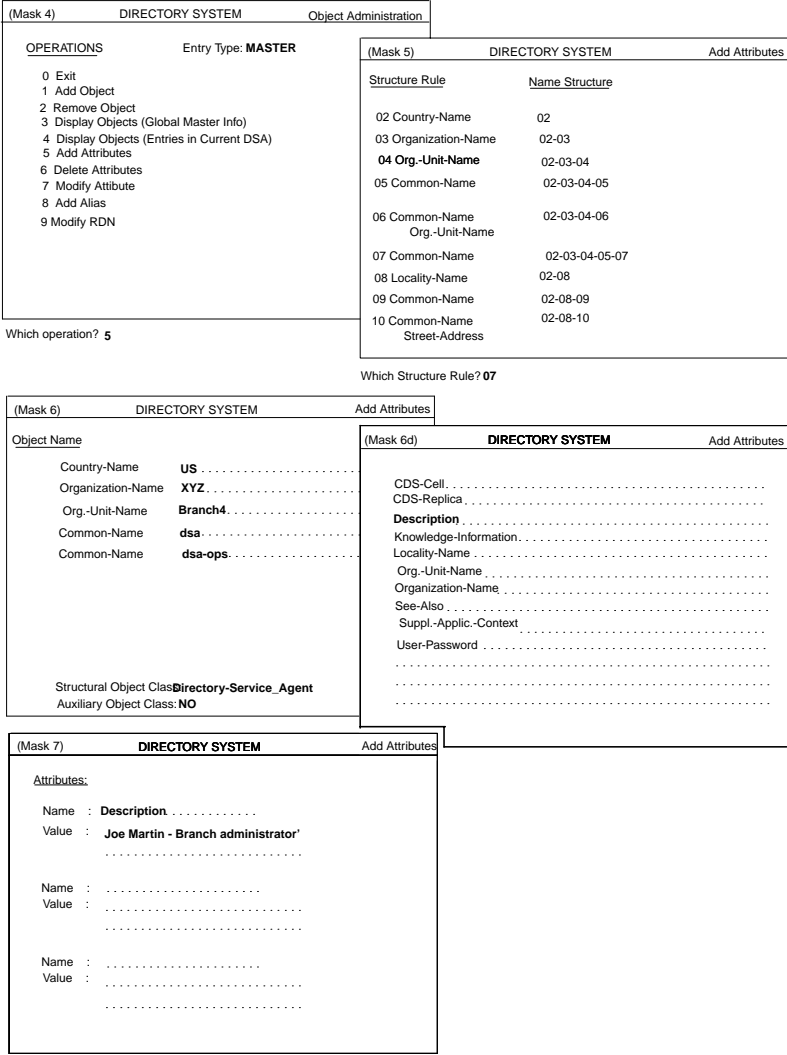 (Mask 4) DIRECTORY SYSTEM Object Administration
OPERATIONS Entry Type: MASTER
0 Exit
1 Add Object
2 Remove Object
3 Display Objects (Global Master Info)
4 Display Objects (Entries in Current DSA)
5 Add Attributes
6 Delete Attributes
7 Modify Attibute
8 Add Alias
9 Modify RDN
Which operation? 5
(Mask 5) DIRECTORY SYSTEM Add Attributes
Structure Rule Name Structure
02 Country-Name 02
03 Organization-Name 02-03
04 Org.-Unit-Name 02-03-04
05 Common-Name 02-03-04-05
06 Common-Name 02-03-04-06
Org.-Unit-Name
07 Common-Name 02-03-04-05-07
08 Locality-Name 02-08
09 Common-Name 02-08-09
10 Common-Name 02-08-10
Street-Address
Which Structure Rule? 07
(Mask 6) DIRECTORY SYSTEM Add Attributes
Object Name
Country-Name US
Organization-Name XYZ
Org.-Unit-Name Branch4
Common-Name dsa
Common-Name dsa-ops
Structural Object Class Directory-Service_Agent
Auxiliary Object Class: NO
(Mask 6d) DIRECTORY SYSTEM Add Attributes
CDS-Cell
CDS-Replica
Description
Knowledge-Information
Locality-Name
Org.-Unit-Name
Organization-Name
See-Also
Suppl.-Applic.-Context
User-Password
(Mask 7) DIRECTORY SYSTEM Add Attributes
Attributes:
Name : Description
Value : Joe Martin - Branch administrator'
Name :
Value :
Name :
Value :